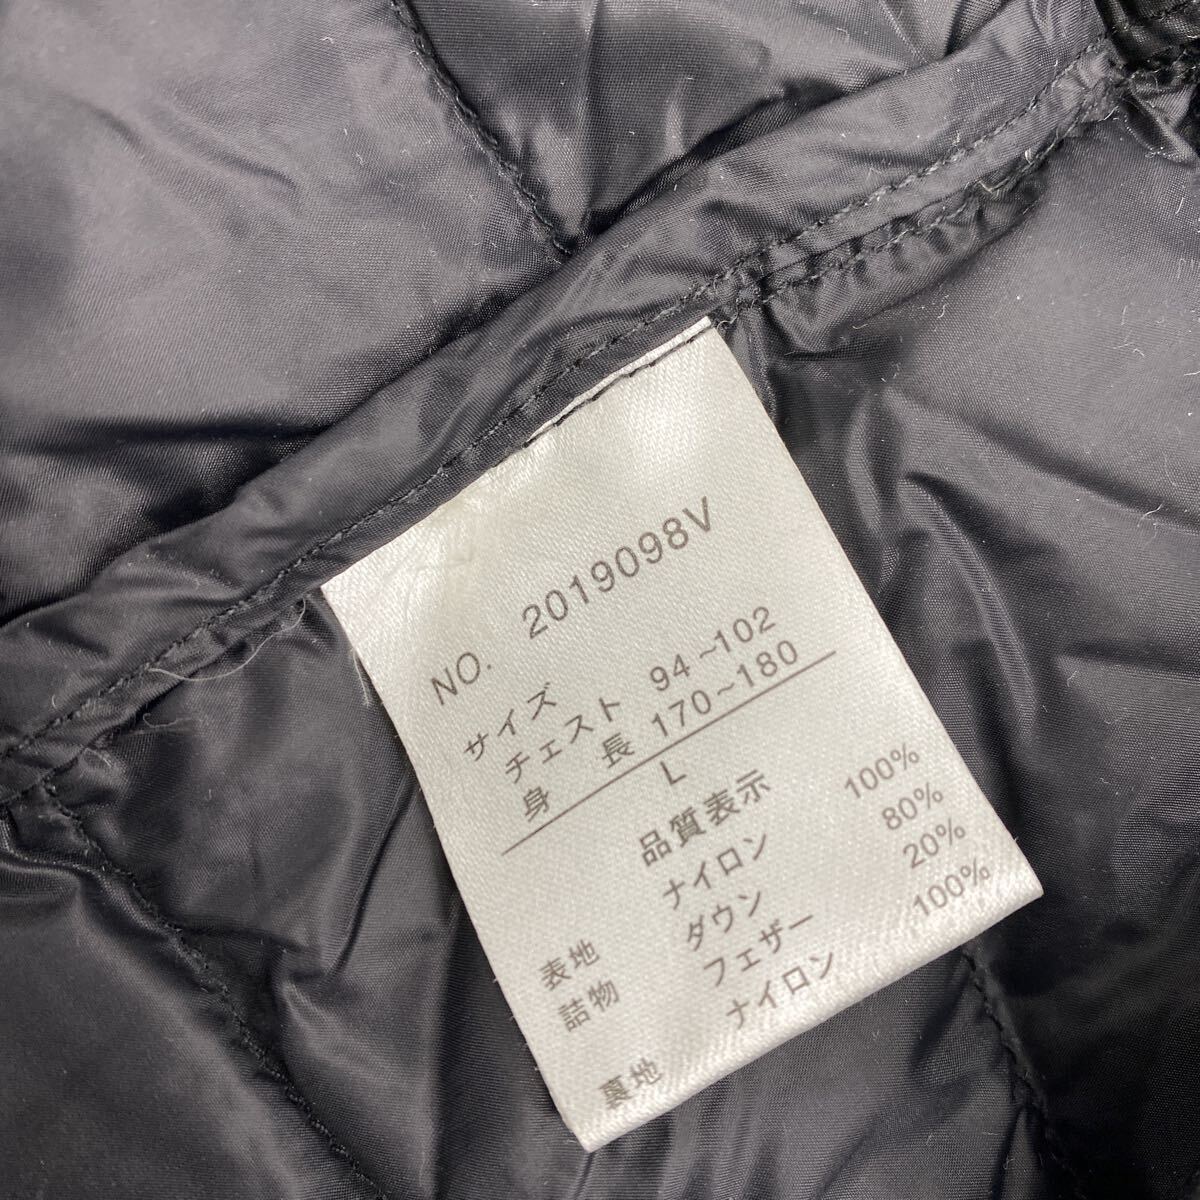 NO. 2019098V
サイズ
チェスト 94~102
身 長 170~180
L
品質表示
表地 ナイロン 100%
詰物 ダウン 80%
フェザー 20%
裏地 ナイロン 100%